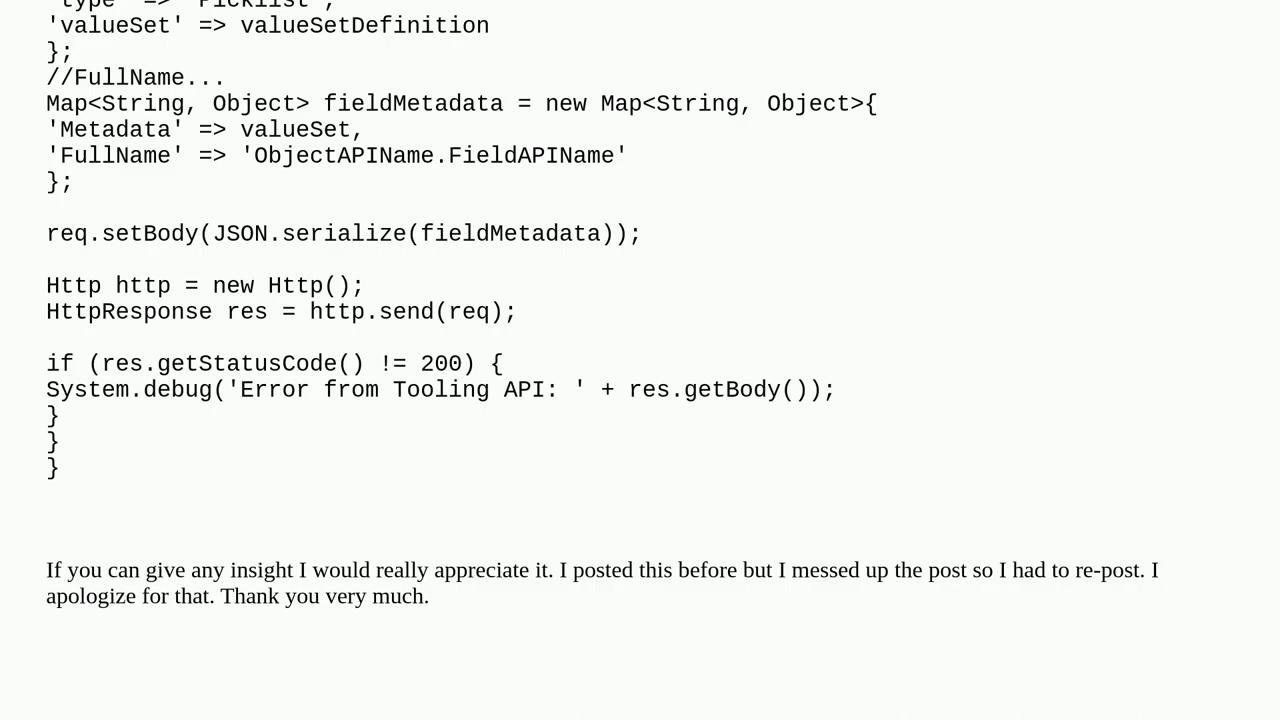 'type' => 'Picklist',
'valueSet' => valueSetDefinition
};
//FullName...
Map<String, Object> fieldMetadata = new Map<String, Object>{
'Metadata' => valueSet,
'FullName' => 'ObjectAPIName.FieldAPIName'
};
req.setBody(JSON.serialize(fieldMetadata));
Http http = new Http();
HttpResponse res = http.send(req);
if (res.getStatusCode() != 200) {
System.debug('Error from Tooling API: ' + res.getBody());
}
}
}
If you can give any insight I would really appreciate it. I posted this before but I messed up the post so I had to re-post. I
apologize for that. Thank you very much.